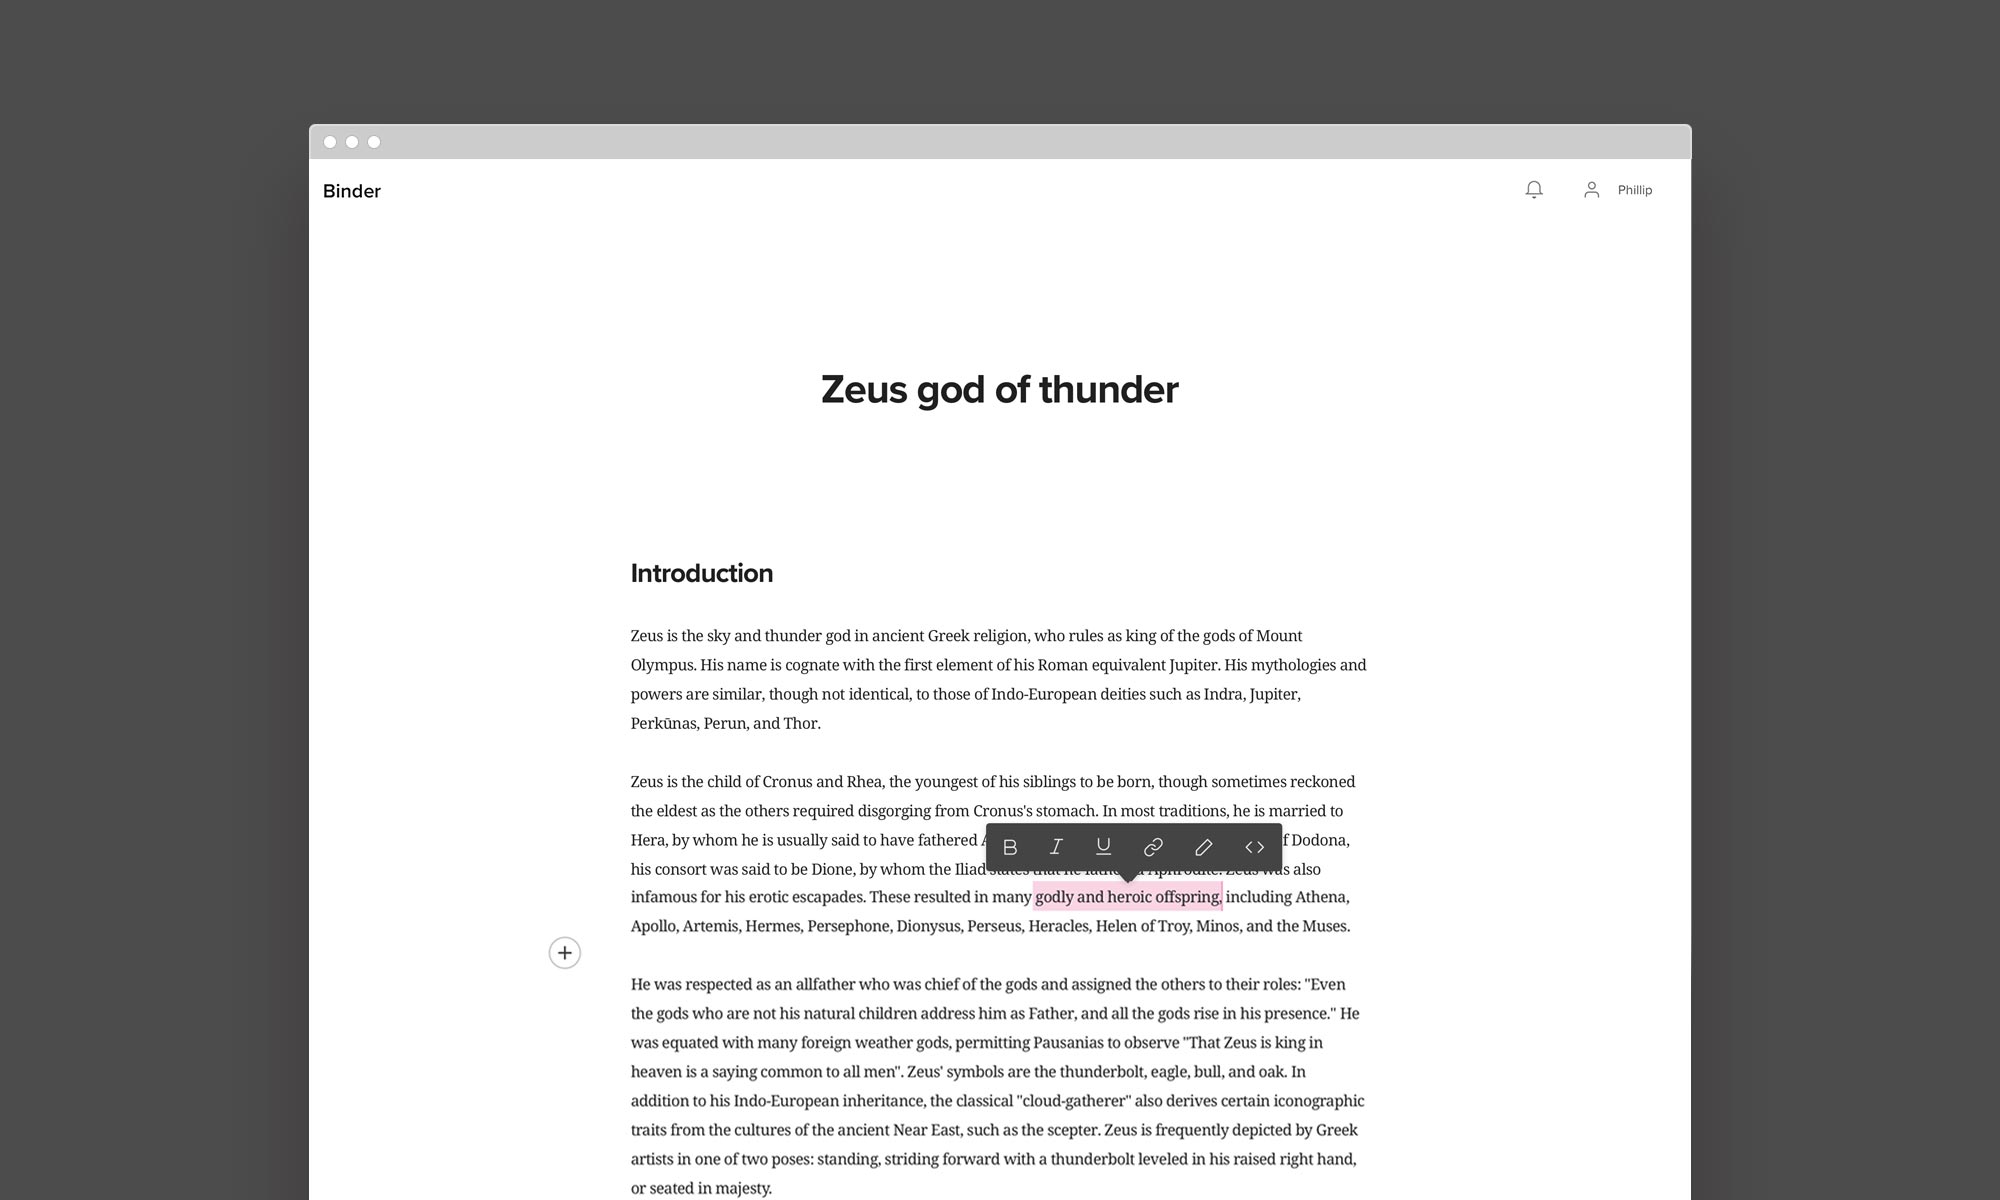 Binder
Phillip
Zeus god of thunder
Introduction
Zeus is the sky and thunder god in ancient Greek religion, who rules as king of the gods of Mount
Olympus. His name is cognate with the first element of his Roman equivalent Jupiter. His mythologies and
powers are similar, though not identical, to those of Indo-European deities such as Indra, Jupiter,
Perkūnas, Perun, and Thor.
Zeus is the child of Cronus and Rhea, the youngest of his siblings to be born, though sometimes reckoned
the eldest as the others required disgorging from Cronus's stomach. In most traditions, he is married to
Hera, by whom he is usually said to have fathered Dodona,
B I U
his consort was said to be Dione, by whom the Iliad states that he Aphrodite. Zeus was also
infamous for his erotic escapades. These resulted in many godly and heroic offspring, including Athena,
Apollo, Artemis, Hermes, Persephone, Dionysus, Perseus, Heracles, Helen of Troy, Minos, and the Muses.
He was respected as an allfather who was chief of the gods and assigned the others to their roles: "Even
the gods who are not his natural children address him as Father, and all the gods rise in his presence." He
was equated with many foreign weather gods, permitting Pausanias to observe "That Zeus is king in
heaven is a saying common to all men". Zeus' symbols are the thunderbolt, eagle, bull, and oak. In
addition to his Indo-European inheritance, the classical "cloud-gatherer" also derives certain iconographic
traits from the cultures of the ancient Near East, such as the scepter. Zeus is frequently depicted by Greek
artists in one of two poses: standing, striding forward with a thunderbolt leveled in his raised right hand,
or seated in majesty.